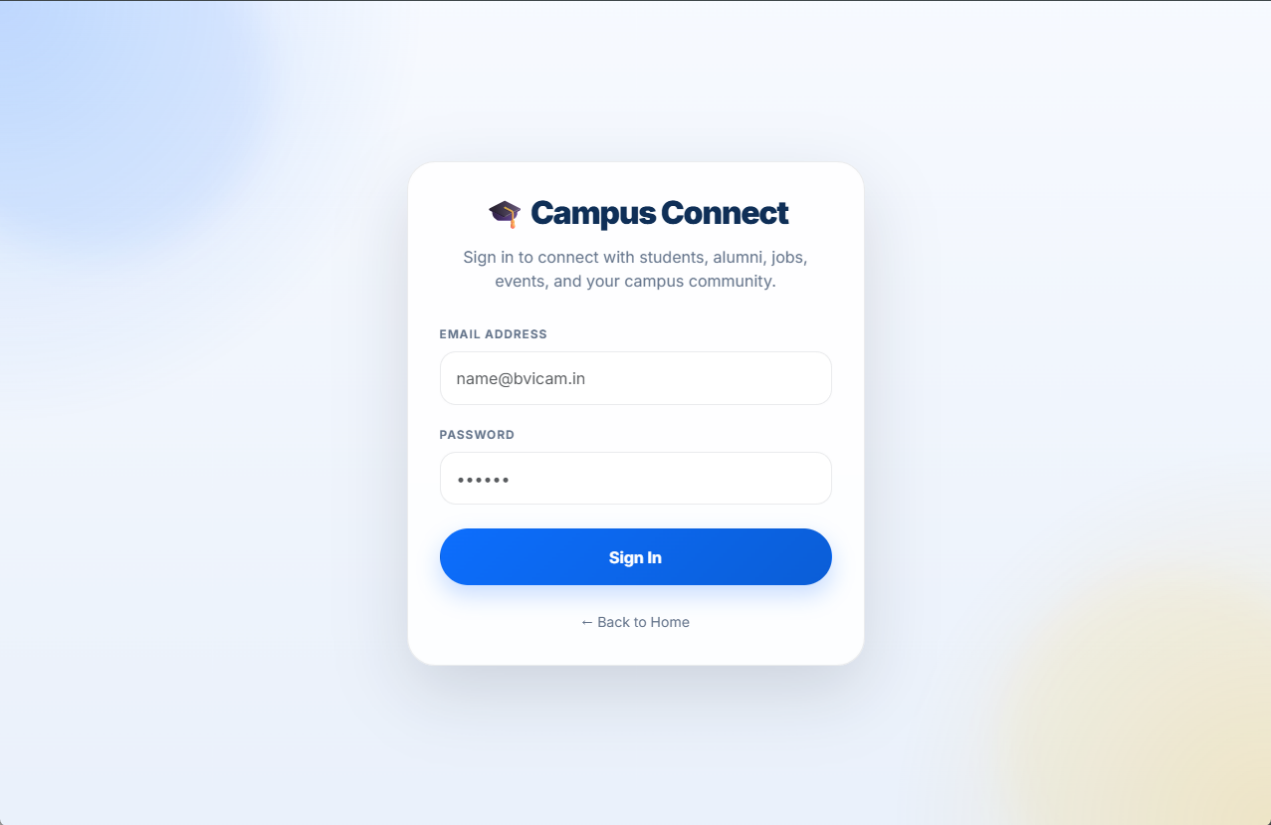 🎓 Campus Connect
Sign in to connect with students, alumni, jobs,
events, and your campus community.
EMAIL ADDRESS
name@bvicam.in
PASSWORD
••••••
Sign In
← Back to Home